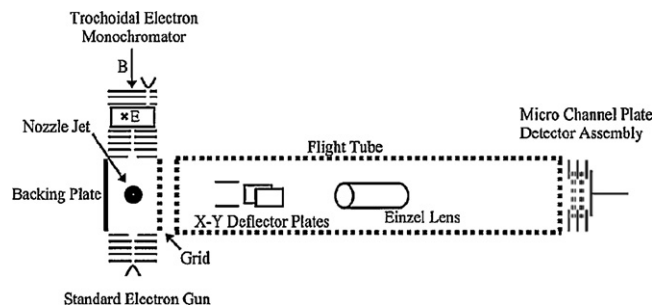 Trochoidal Electron
Monochromator
B
×E
Nozzle Jet
Micro Channel Plate
Detector Assembly
Flight Tube
Backing Plate
X-Y Deflector Plates
Einzel Lens
Grid
Standard Electron Gun